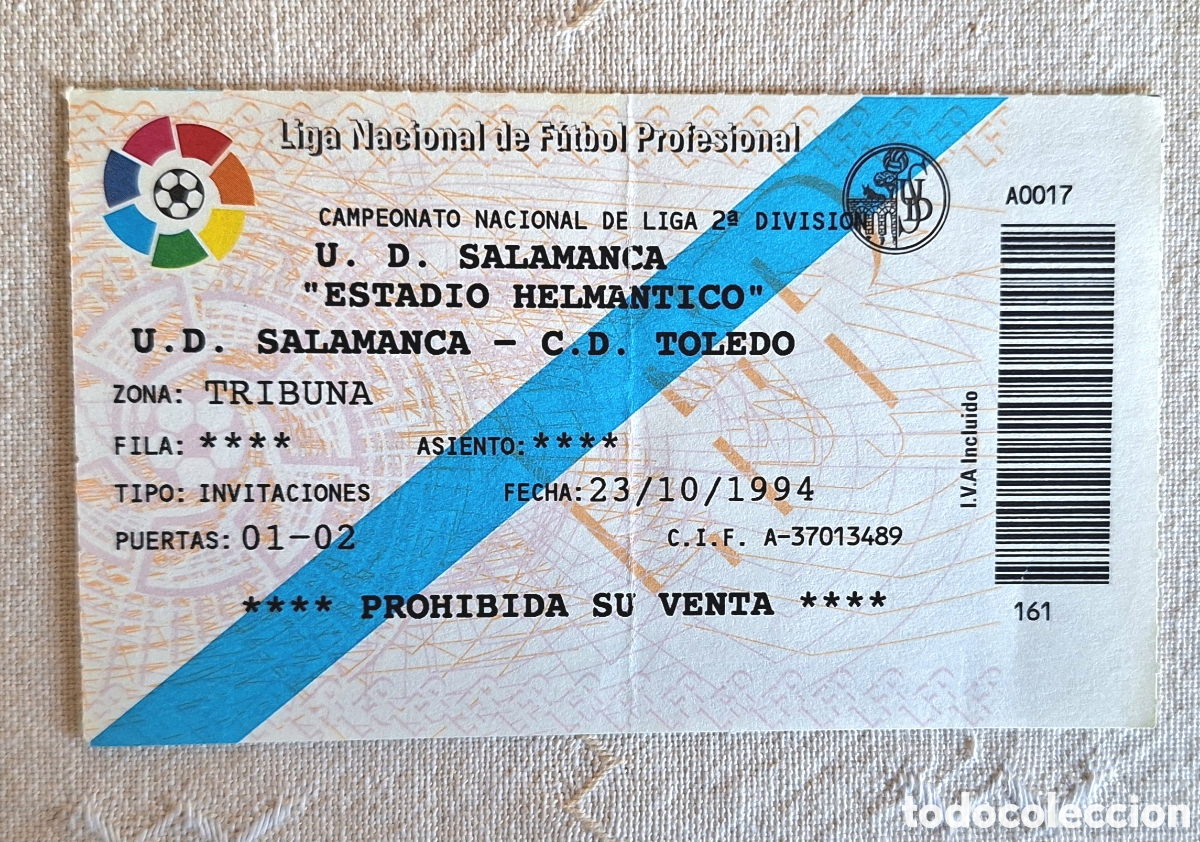 Liga Nacional de Fútbol Profesional
A0017
CAMPEONATO NACIONAL DE LIGA 2ª DIVISION,
U. D. SALAMANCA
"ESTADIO HELMANTICO"
U.D. SALAMANCA - C.D. TOLEDO
ZONA: TRIBUNA
FILA: **** ASIENTO: ****
TIPO: INVITACIONES FECHA: 23/10/1994
PUERTAS: 01-02 C.I.F. A-37013489
I.V.A Incluido
**** PROHIBIDA SU VENTA ****
161
todocoleccion